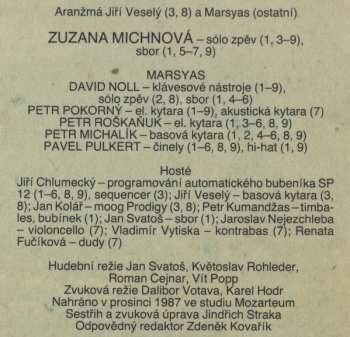 Aranžmá Jiří Veselý (3, 8) a Marsyas (ostatní)
ZUZANA MICHNOVÁ – sólo zpěv (1, 3–9),
sbor (1, 5–7, 9)
MARSYAS
DAVID NOLL – klávesové nástroje (1–9),
sólo zpěv (2, 8), sbor (1, 4–6)
PETR POKORNÝ – el. kytara (1–9), akustická kytara (7)
PETR ROŠKAŇUK – el. kytara (1, 3–6, 8, 9)
PETR MICHALÍK – basová kytara (1, 2, 4–6, 8, 9)
PAVEL PULKERT – činely (1–6, 8, 9), hi-hat (1, 9)
Hosté
Jiří Chlumecký – programování automatického bubeníka SP
12 (1–6, 8, 9), sequencer (3); Jiří Veselý – basová kytara (3,
8); Jan Kolář – moog Prodigy (3, 8); Petr Kumandžas – timba-
les, bubínek (1); Jan Svatoš – sbor (1); Jaroslav Nejezchleba
– violoncello (7); Vladimír Vytiska – kontrabas (7); Renata
Fučíková – dudy (7)
Hudební režie Jan Svatoš, Květoslav Rohleder,
Roman Cejnar, Vít Popp
Zvuková režie Dalibor Votava, Karel Hodr
Nahráno v prosinci 1987 ve studiu Mozarteum
Sestřih a zvuková úprava Jindřich Straka
Odpovědný redaktor Zdeněk Kovařík